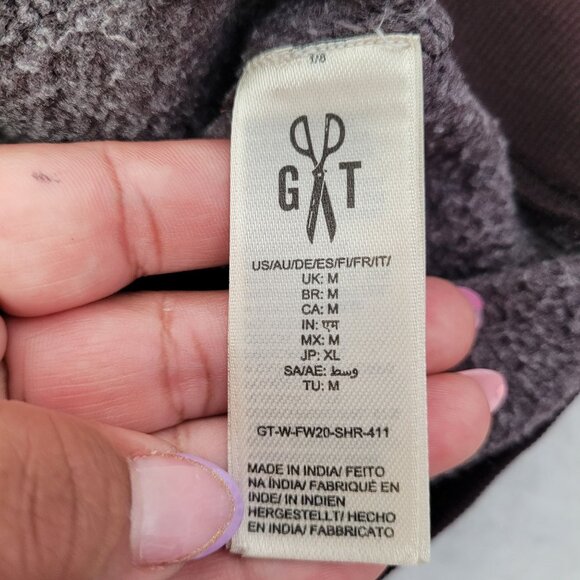 1/8
G T
US/AU/DE/ES/FI/FR/IT/
UK: M
BR: M
CA: M
IN: एम
MX: M
JP: XL
SA/AE: وسط
TU: M
GT-W-FW20-SHR-411
MADE IN INDIA/ FEITO
NA ÍNDIA/ FABRIQUÉ EN
INDE/ IN INDIEN
HERGESTELLT/ HECHO
EN INDIA/ FABBRICATO